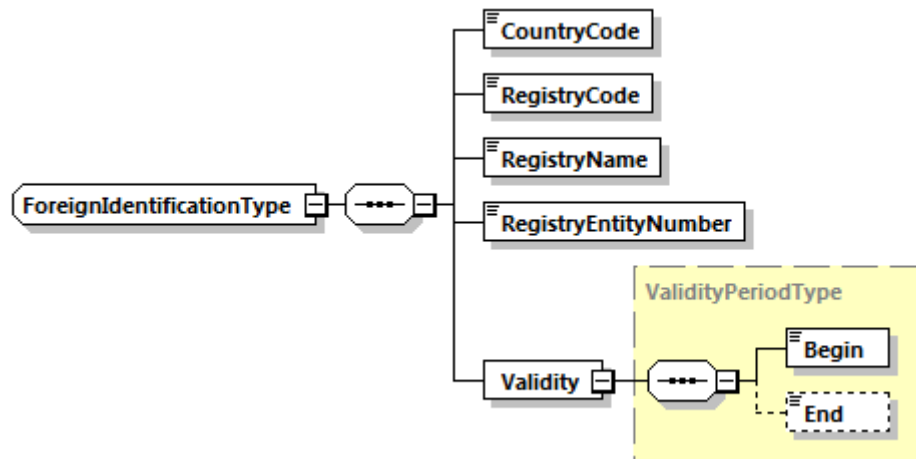 CountryCode
RegistryCode
RegistryName
ForeignIdentificationType
RegistryEntityNumber
ValidityPeriodType
Begin
Validity
End